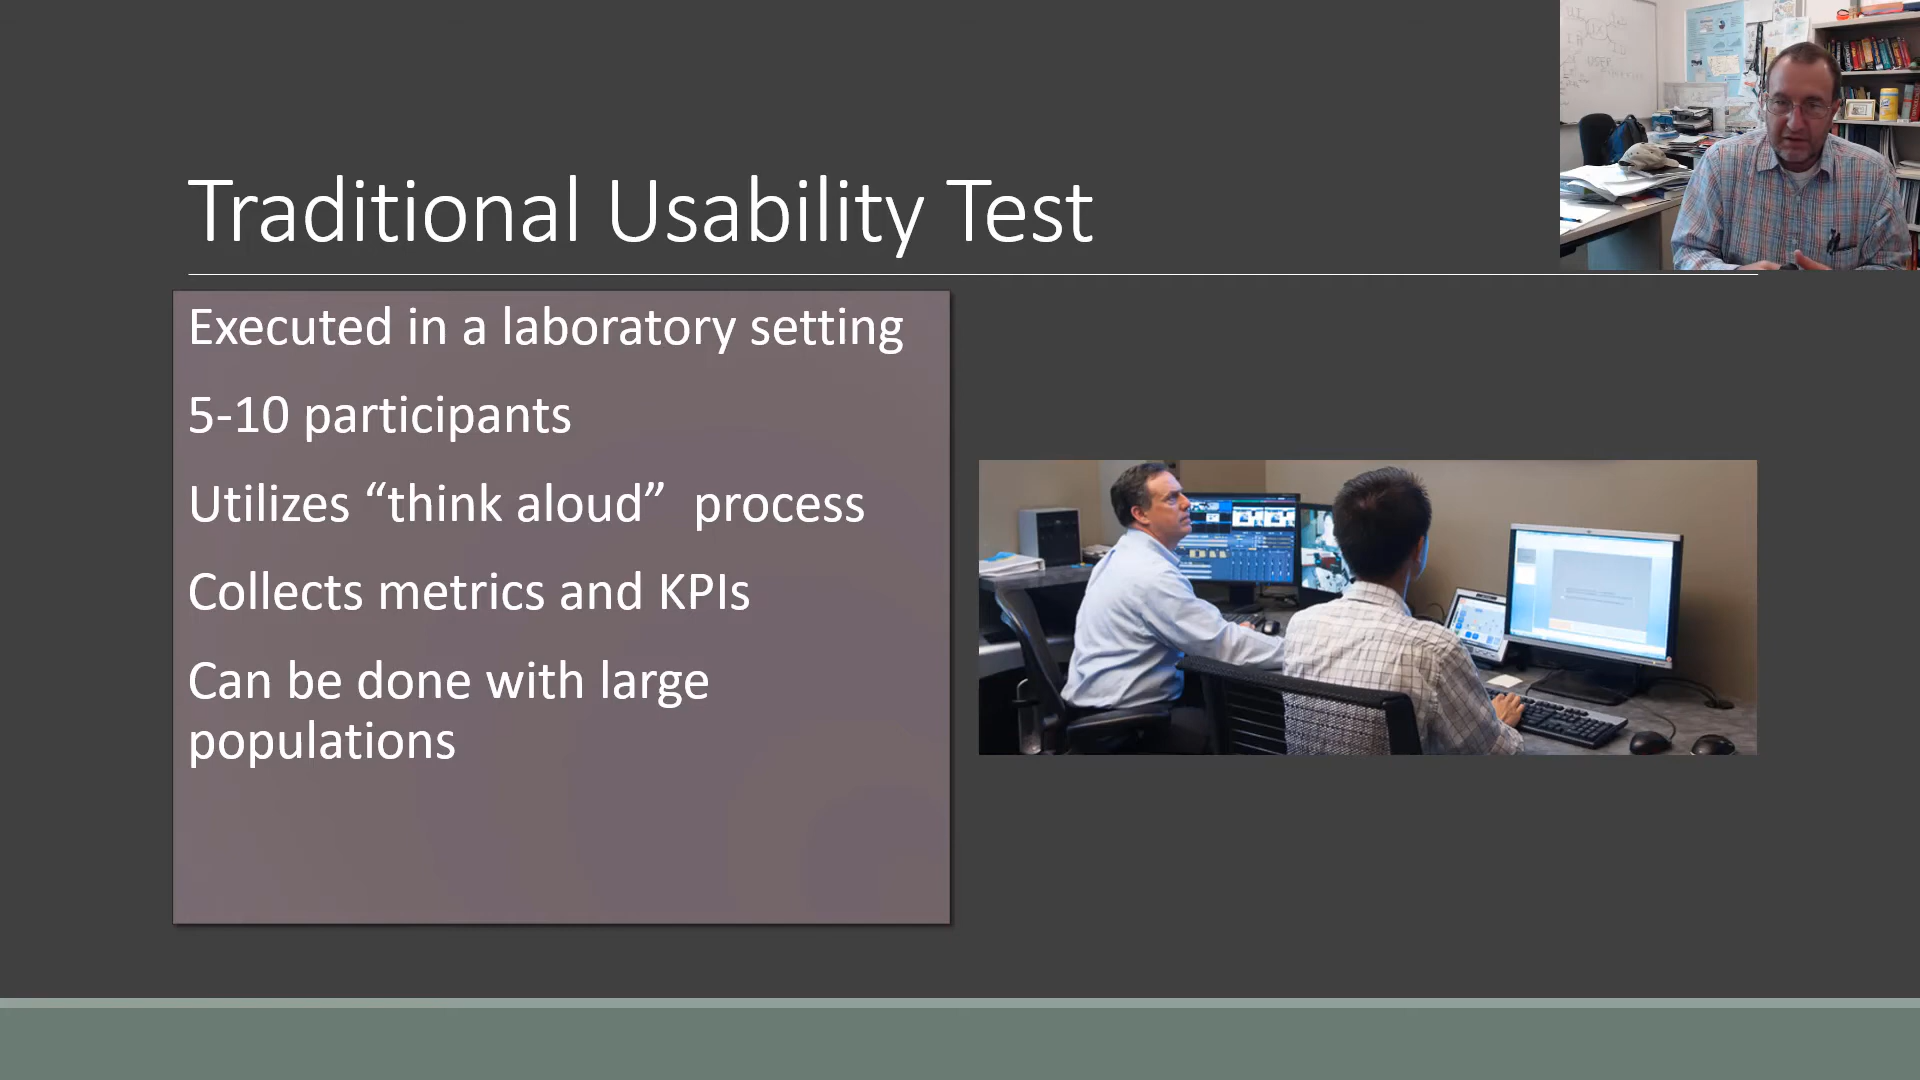 Traditional Usability Test
Executed in a laboratory setting
5-10 participants
Utilizes “think aloud”  process
Collects metrics and KPIs
Can be done with large
populations
USER